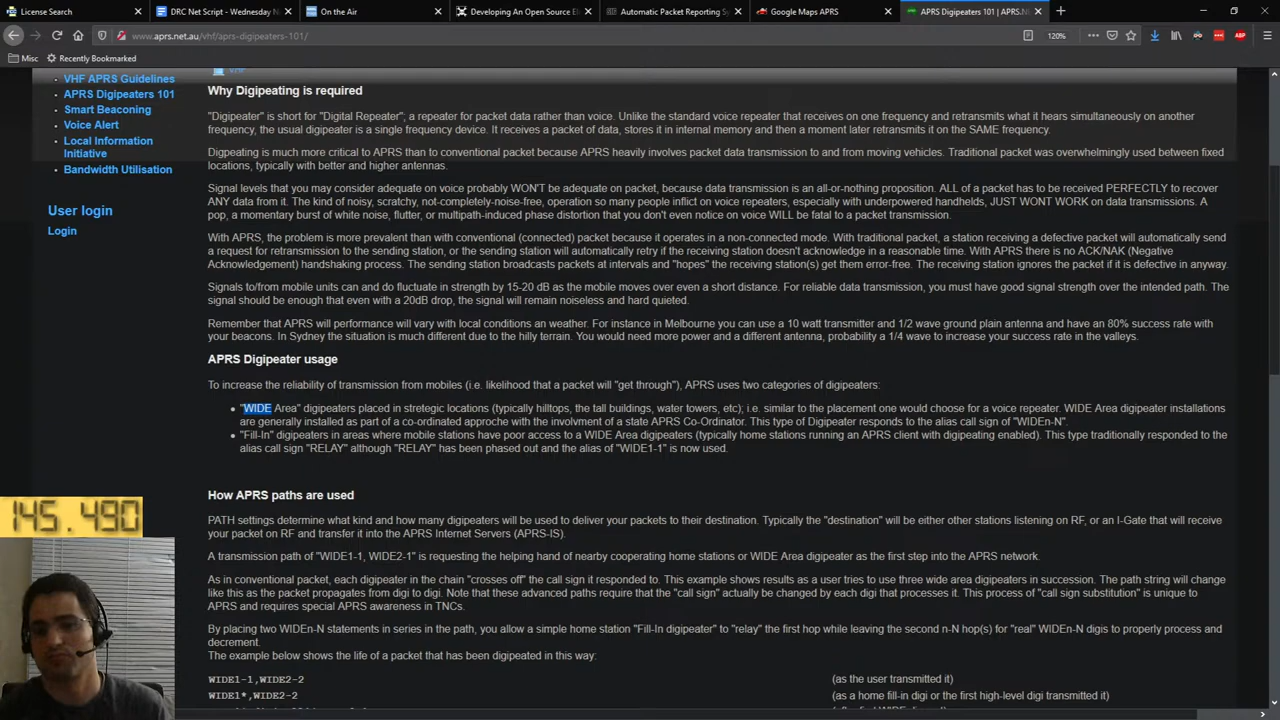 License Search
DRC Net Script - Wednesday N
On the Air
Developing An Open Source El
Automatic Packet Reporting Sy
Google Maps APRS
APRS Digipeaters 101 | APRS.N
www.aprs.net.au/vhf/aprs-digipeaters-101/
120%
Misc
Recently Bookmarked
VHF APRS Guidelines
APRS Digipeaters 101
Smart Beaconing
Voice Alert
Local Information
Initiative
Bandwidth Utilisation
User login
Login
VHF
Why Digipeating is required
"Digipeater" is short for "Digital Repeater"; a repeater for packet data rather than voice. Unlike the standard voice repeater that receives on one frequency and retransmits what it hears simultaneously on another
frequency, the usual digipeater is a single frequency device. It receives a packet of data, stores it in internal memory and then a moment later retransmits it on the SAME frequency.
Digpeating is much more critical to APRS than to conventional packet because APRS heavily involves packet data transmission to and from moving vehicles. Traditional packet was overwhelmingly used between fixed
locations, typically with better and higher antennas.
Signal levels that you may consider adequate on voice probably WON'T be adequate on packet, because data transmission is an all-or-nothing proposition. ALL of a packet has to be received PERFECTLY to recover
ANY data from it. The kind of noisy, scratchy, not-completely-noise-free, operation so many people inflict on voice repeaters, especially with underpowered handhelds, JUST WONT WORK on data transmissions. A
pop, a momentary burst of white noise, flutter, or multipath-induced phase distortion that you don't even notice on voice WILL be fatal to a packet transmission.
With APRS, the problem is more prevalent than with conventional (connected) packet because it operates in a non-connected mode. With traditional packet, a station receiving a defective packet will automatically send
a request for retransmission to the sending station, or the sending station will automatically retry if the receiving station doesn't acknowledge in a reasonable time. With APRS there is no ACK/NAK (Negative
Acknowledgement) handshaking process. The sending station broadcasts packets at intervals and "hopes" the receiving station(s) get them error-free. The receiving station ignores the packet if it is defective in anyway.
Signals to/from mobile units can and do fluctuate in strength by 15-20 dB as the mobile moves over even a short distance. For reliable data transmission, you must have good signal strength over the intended path. The
signal should be enough that even with a 20dB drop, the signal will remain noiseless and hard quieted.
Remember that APRS will performance will vary with local conditions an weather. For instance in Melbourne you can use a 10 watt transmitter and 1/2 wave ground plain antenna and have an 80% success rate with
your beacons. In Sydney the situation is much different due to the hilly terrain. You would need more power and a different antenna, probability a 1/4 wave to increase your success rate in the valleys.
APRS Digipeater usage
To increase the reliability of transmission from mobiles (i.e. likelihood that a packet will "get through"), APRS uses two categories of digipeaters:
"WIDE Area" digipeaters placed in stretegic locations (typically hilltops, the tall buildings, water towers, etc); i.e. similar to the placement one would choose for a voice repeater. WIDE Area digipeater installations
are generally installed as part of a co-ordinated approche with the involvment of a state APRS Co-Ordinator. This type of Digipeater responds to the alias call sign of "WIDEn-N".
"Fill-In" digipeaters in areas where mobile stations have poor access to a WIDE Area digipeaters (typically home stations running an APRS client with digipeating enabled). This type traditionally responded to the
alias call sign "RELAY" although "RELAY" has been phased out and the alias of "WIDE1-1" is now used.
How APRS paths are used
PATH settings determine what kind and how many digipeaters will be used to deliver your packets to their destination. Typically the "destination" will be either other stations listening on RF, or an I-Gate that will receive
your packet on RF and transfer it into the APRS Internet Servers (APRS-IS).
A transmission path of "WIDE1-1, WIDE2-1" is requesting the helping hand of nearby cooperating home stations or WIDE Area digipeater as the first step into the APRS network.
As in conventional packet, each digipeater in the chain "crosses off" the call sign it responded to. This example shows results as a user tries to use three wide area digipeaters in succession. The path string will change
like this as the packet propagates from digi to digi. Note that these advanced paths require that the "call sign" actually be changed by each digi that processes it. This process of "call sign substitution" is unique to
APRS and requires special APRS awareness in TNCs.
By placing two WIDEn-N statements in series in the path, you allow a simple home station "Fill-In digipeater" to "relay" the first hop while leaving the second n-N hop(s) for "real" WIDEn-N digis to properly process and
decrement.
The example below shows the life of a packet that has been digipeated in this way:
WIDE1-1,WIDE2-2 (as the user transmitted it)
WIDE1*,WIDE2-2 (as a home fill-in digi or the first high-level digi transmitted it)
145.490